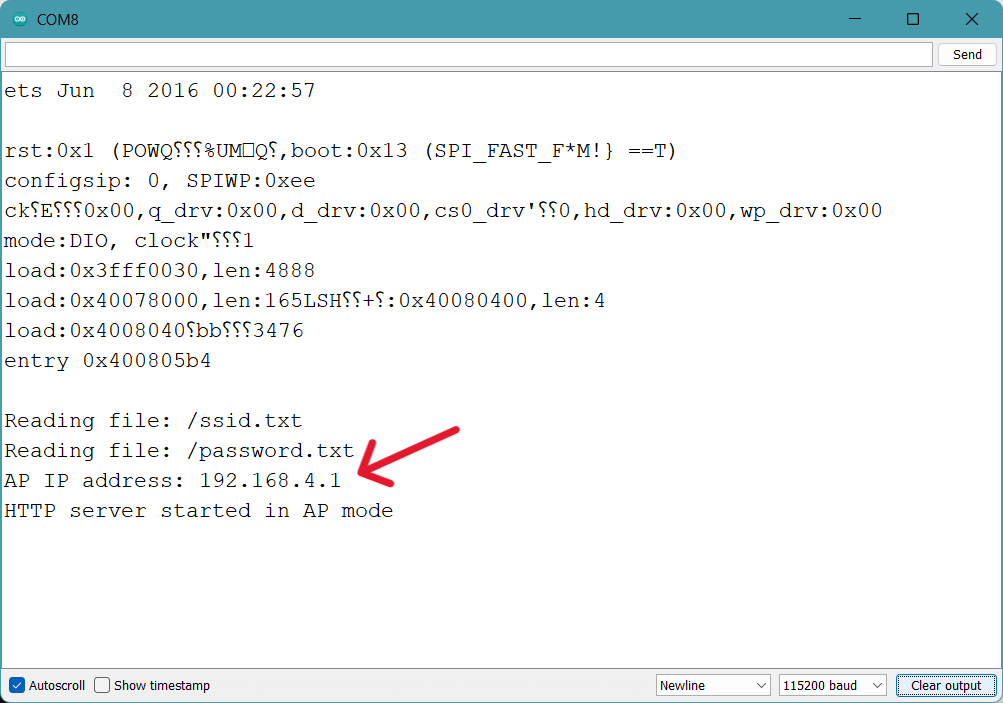 COM8
Send
ets Jun  8 2016 00:22:57
rst:0x1 (POWQ⸮⸮⸮%UM□Q⸮,boot:0x13 (SPI_FAST_F*M!} ==T)
configsip: 0, SPIWP:0xee
ck⸮E⸮⸮⸮0x00,q_drv:0x00,d_drv:0x00,cs0_drv'⸮⸮0,hd_drv:0x00,wp_drv:0x00
mode:DIO, clock"⸮⸮⸮1
load:0x3fff0030,len:4888
load:0x40078000,len:165LSH⸮⸮+⸮:0x40080400,len:4
load:0x4008040⸮bb⸮⸮⸮3476
entry 0x400805b4
Reading file: /ssid.txt
Reading file: /password.txt
AP IP address: 192.168.4.1
HTTP server started in AP mode
Autoscroll Show timestamp Newline 115200 baud Clear output